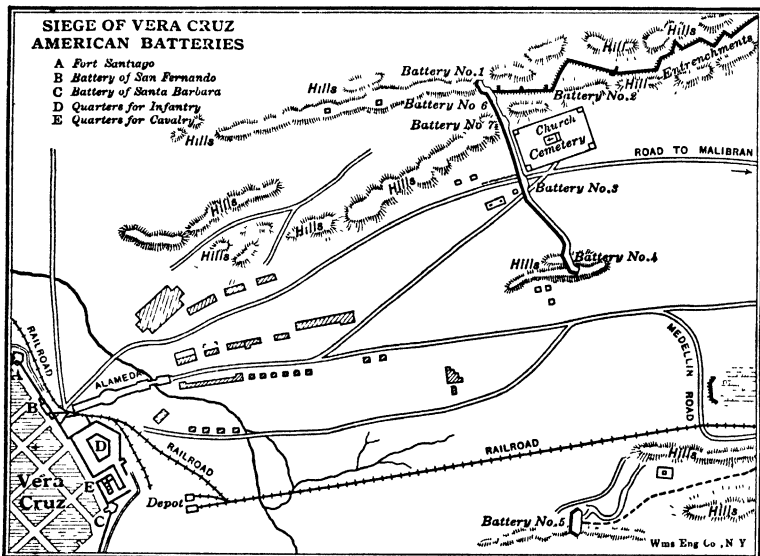 SIEGE OF VERA CRUZ
AMERICAN BATTERIES
A Fort Santiago
B Battery of San Fernando
C Battery of Santa Barbara
D Quarters for Infantry
E Quarters for Cavalry
Hills
Hill
Hills
Entrenchments
Hill
Battery No.1
Battery No.2
Hills
Battery No 6
Battery No 7
Hills
Church
Cemetery
ROAD TO MALIBRAN
Hills
Battery No.3
Hills
Hills
Hills
Hills
Battery No.4
RAILROAD
A
ALAMEDA
B
MEDELLIN ROAD
D
RAILROAD
RAILROAD
E
Vera
Cruz
C
Depot
Hills
Battery No.5
Hills
Wms Eng Co., N Y